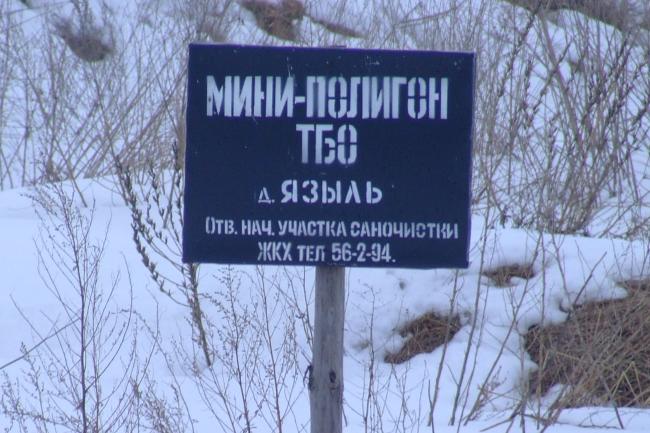 МИНИ-ПОЛИГОН
ТБО
д. ЯЗЫЛЬ
Отв. нач. участка саночистки
ЖКХ тел 56-2-94.